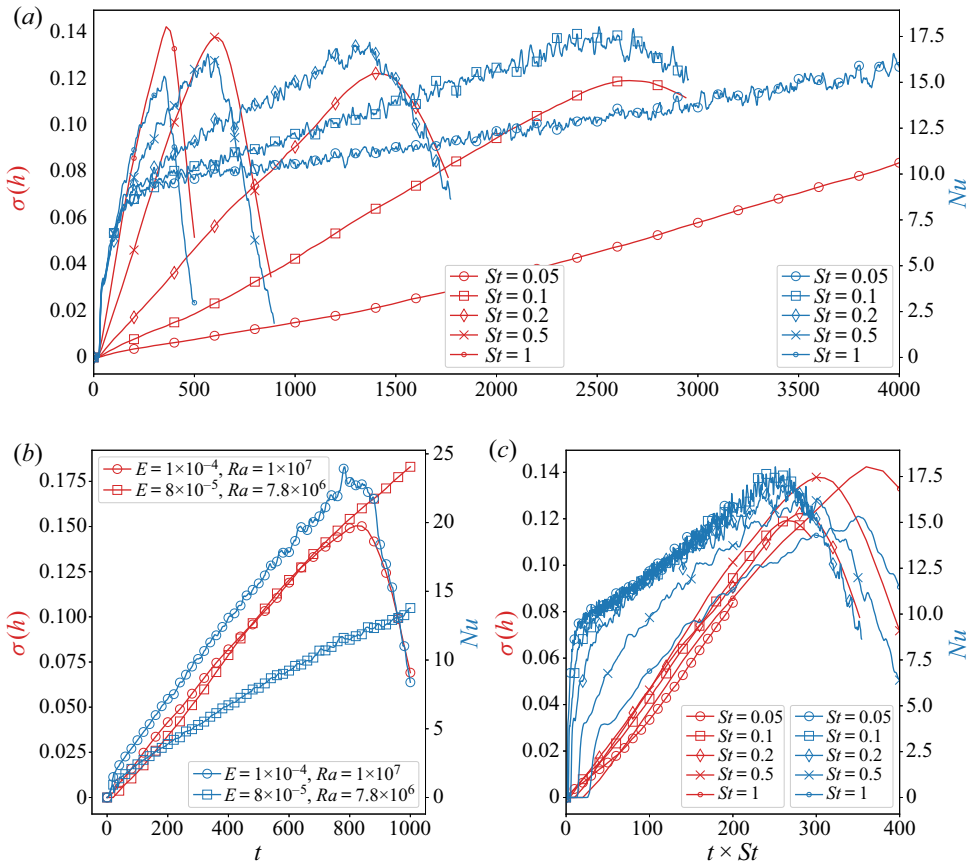 (a)
0.14
0.12
0.10
0.08
0.06
0.04
0.02
0
σ(h)
17.5
15.0
12.5
10.0
7.5
5.0
2.5
0
Nu
St = 0.05
St = 0.1
St = 0.2
St = 0.5
St = 1
St = 0.05
St = 0.1
St = 0.2
St = 0.5
St = 1
0 500 1000 1500 2000 2500 3000 3500 4000
(b)
E = 1×10⁻⁴, Ra = 1×10⁷
E = 8×10⁻⁵, Ra = 7.8×10⁶
0.175
0.150
0.125
0.100
0.075
0.050
0.025
0
σ(h)
25
20
15
10
5
0
Nu
E = 1×10⁻⁴, Ra = 1×10⁷
E = 8×10⁻⁵, Ra = 7.8×10⁶
0 200 400 600 800 1000
t
(c)
0.14
0.12
0.10
0.08
0.06
0.04
0.02
0
σ(h)
17.5
15.0
12.5
10.0
7.5
5.0
2.5
0
Nu
St = 0.05
St = 0.1
St = 0.2
St = 0.5
St = 1
St = 0.05
St = 0.1
St = 0.2
St = 0.5
St = 1
0 100 200 300 400
t × St